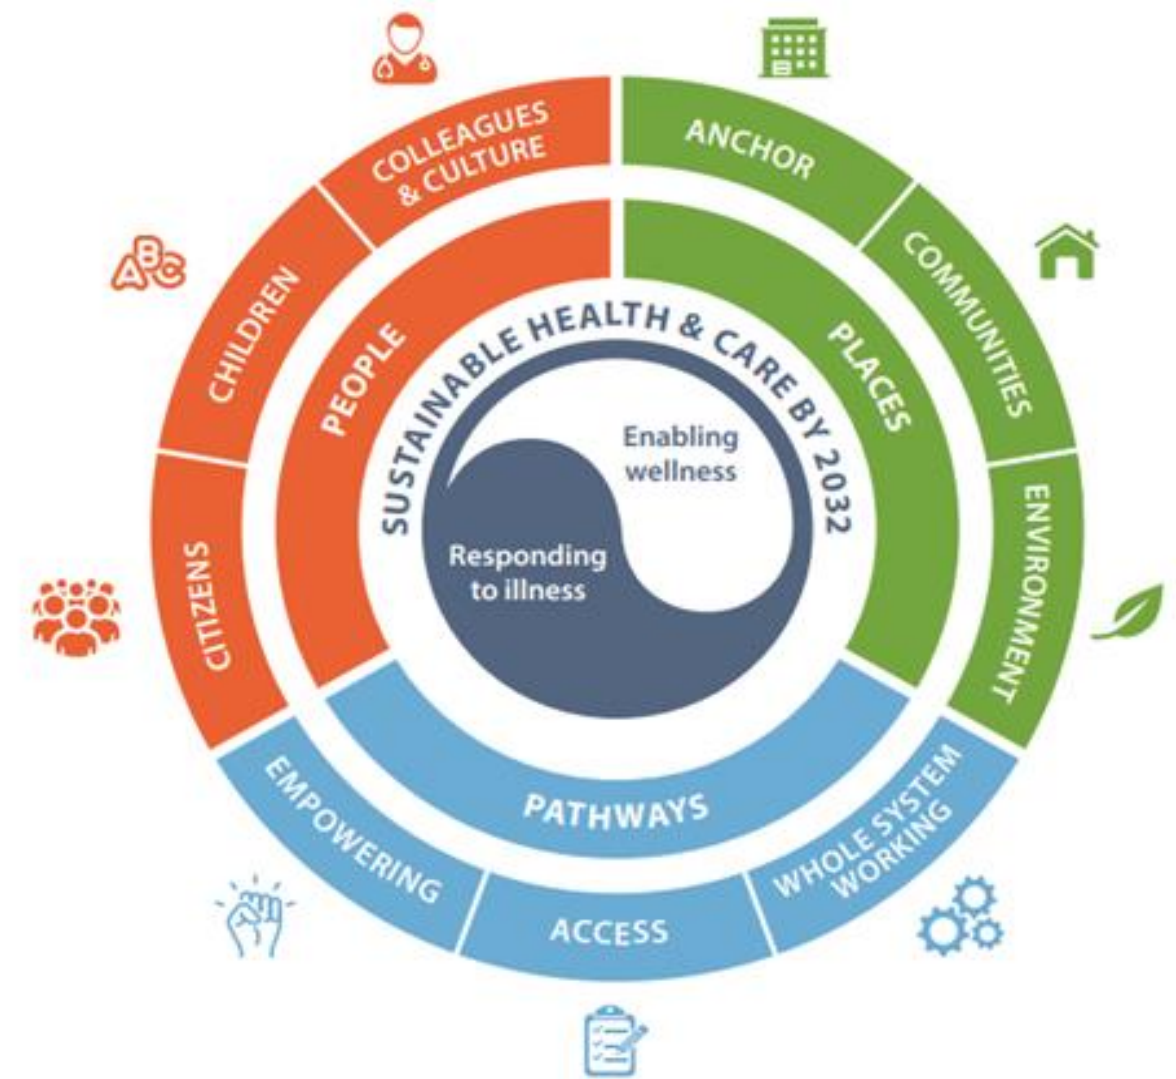 COLLEAGUES
& CULTURE
ANCHOR
COMMUNITIES
ENVIRONMENT
WHOLE SYSTEM
WORKING
ACCESS
EMPOWERING
CITIZENS
CHILDREN
ABC
PEOPLE
PLACES
PATHWAYS
SUSTAINABLE HEALTH & CARE BY 2032
Enabling
wellness
Responding
to illness